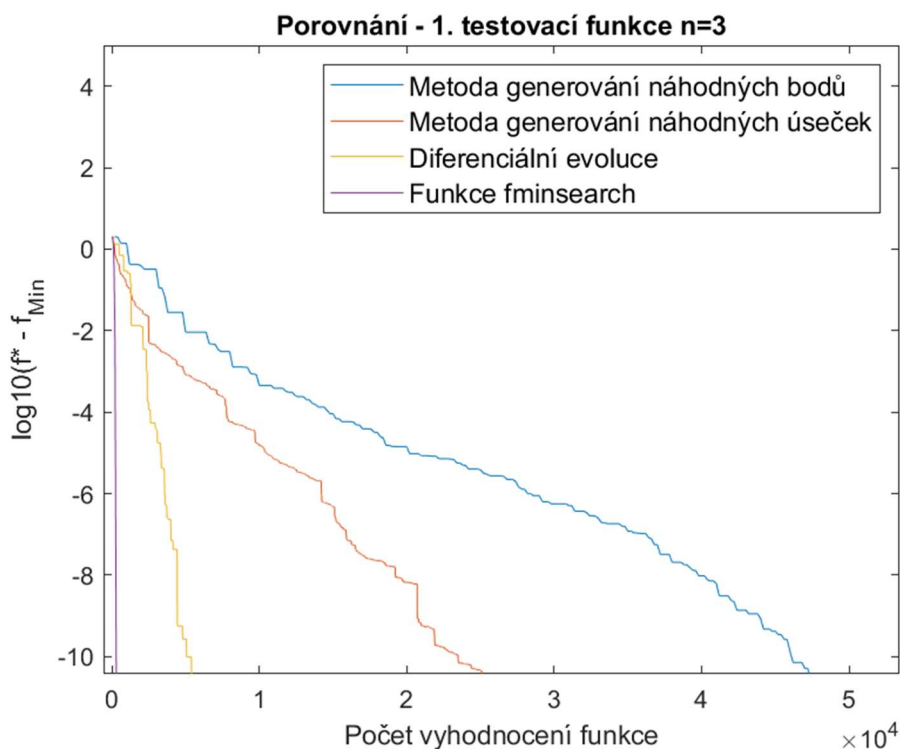 Porovnání - 1. testovací funkce n=3
Metoda generování náhodných bodů
Metoda generování náhodných úseček
Diferenciální evoluce
Funkce fminsearch
4
2
0
-2
-4
-6
-8
-10
log10(f* - f_Min
0 1 2 3 4 5
×10^4
Počet vyhodnocení funkce